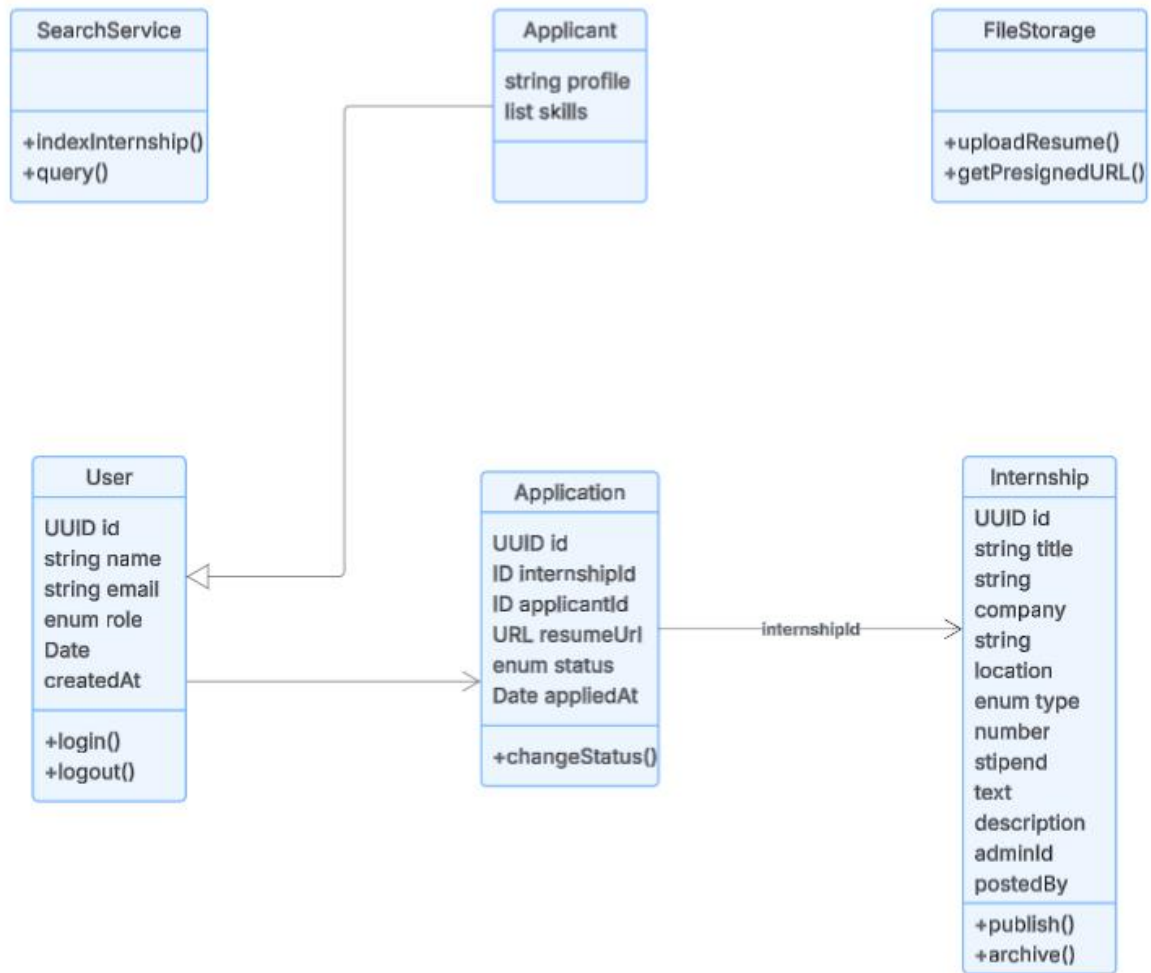 SearchService
+indexInternship()
+query()
Applicant
string profile
list skills
FileStorage
+uploadResume()
+getPresignedURL()
User
UUID id
string name
string email
enum role
Date
createdAt
+login()
+logout()
Application
UUID id
ID internshipId
ID applicantId
URL resumeUrl
enum status
Date appliedAt
+changeStatus()
internshipId
Internship
UUID id
string title
string
company
string
location
enum type
number
stipend
text
description
adminId
postedBy
+publish()
+archive()